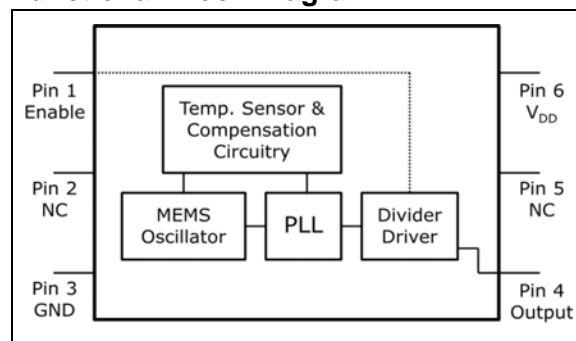 Pin 1
Enable
Pin 2
NC
Pin 3
GND
Temp. Sensor &
Compensation
Circuitry
MEMS
Oscillator
PLL
Divider
Driver
Pin 6
V_DD
Pin 5
NC
Pin 4
Output